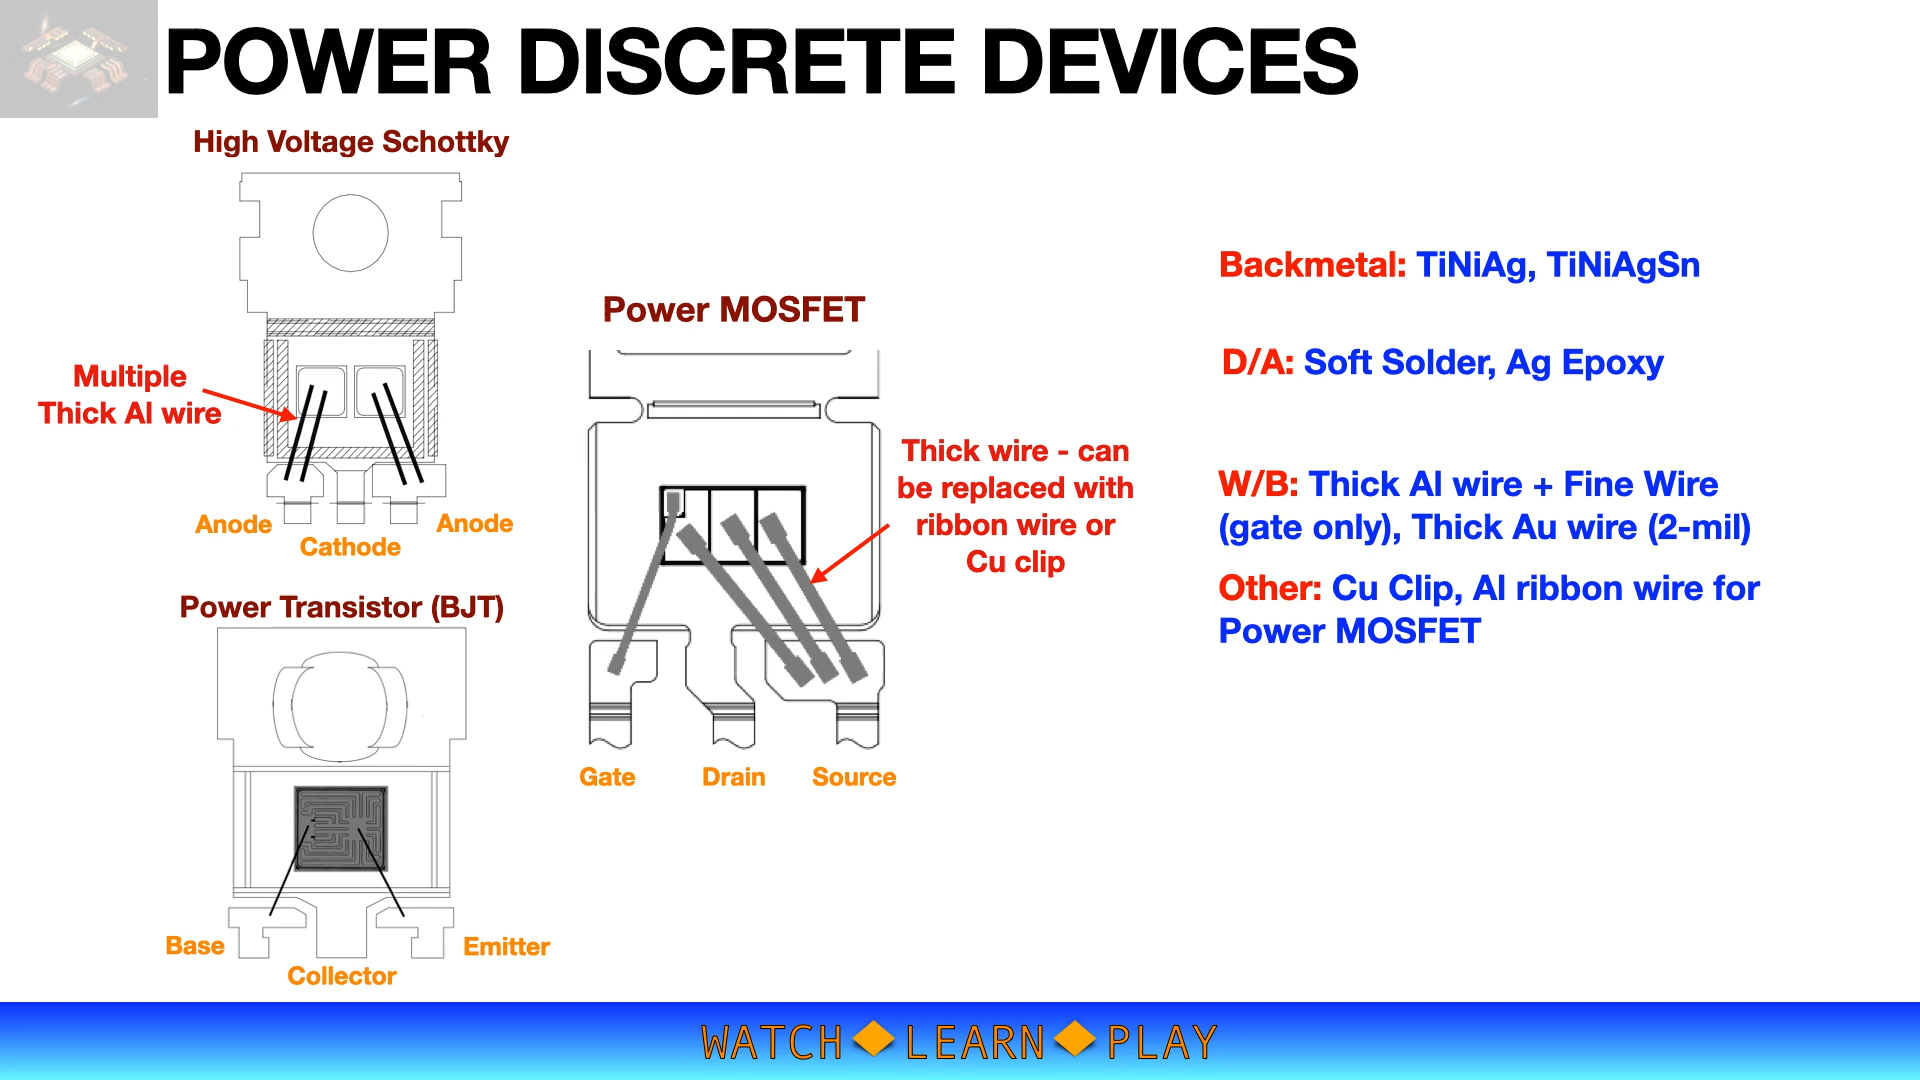 POWER DISCRETE DEVICES
High Voltage Schottky
Multiple
Thick Al wire
Anode
Cathode
Anode
Power Transistor (BJT)
Base
Collector
Emitter
Power MOSFET
Thick wire - can
be replaced with
ribbon wire or
Cu clip
Gate
Drain
Source
Backmetal: TiNiAg, TiNiAgSn
D/A: Soft Solder, Ag Epoxy
W/B: Thick Al wire + Fine Wire
(gate only), Thick Au wire (2-mil)
Other: Cu Clip, Al ribbon wire for
Power MOSFET
WATCH LEARN PLAY